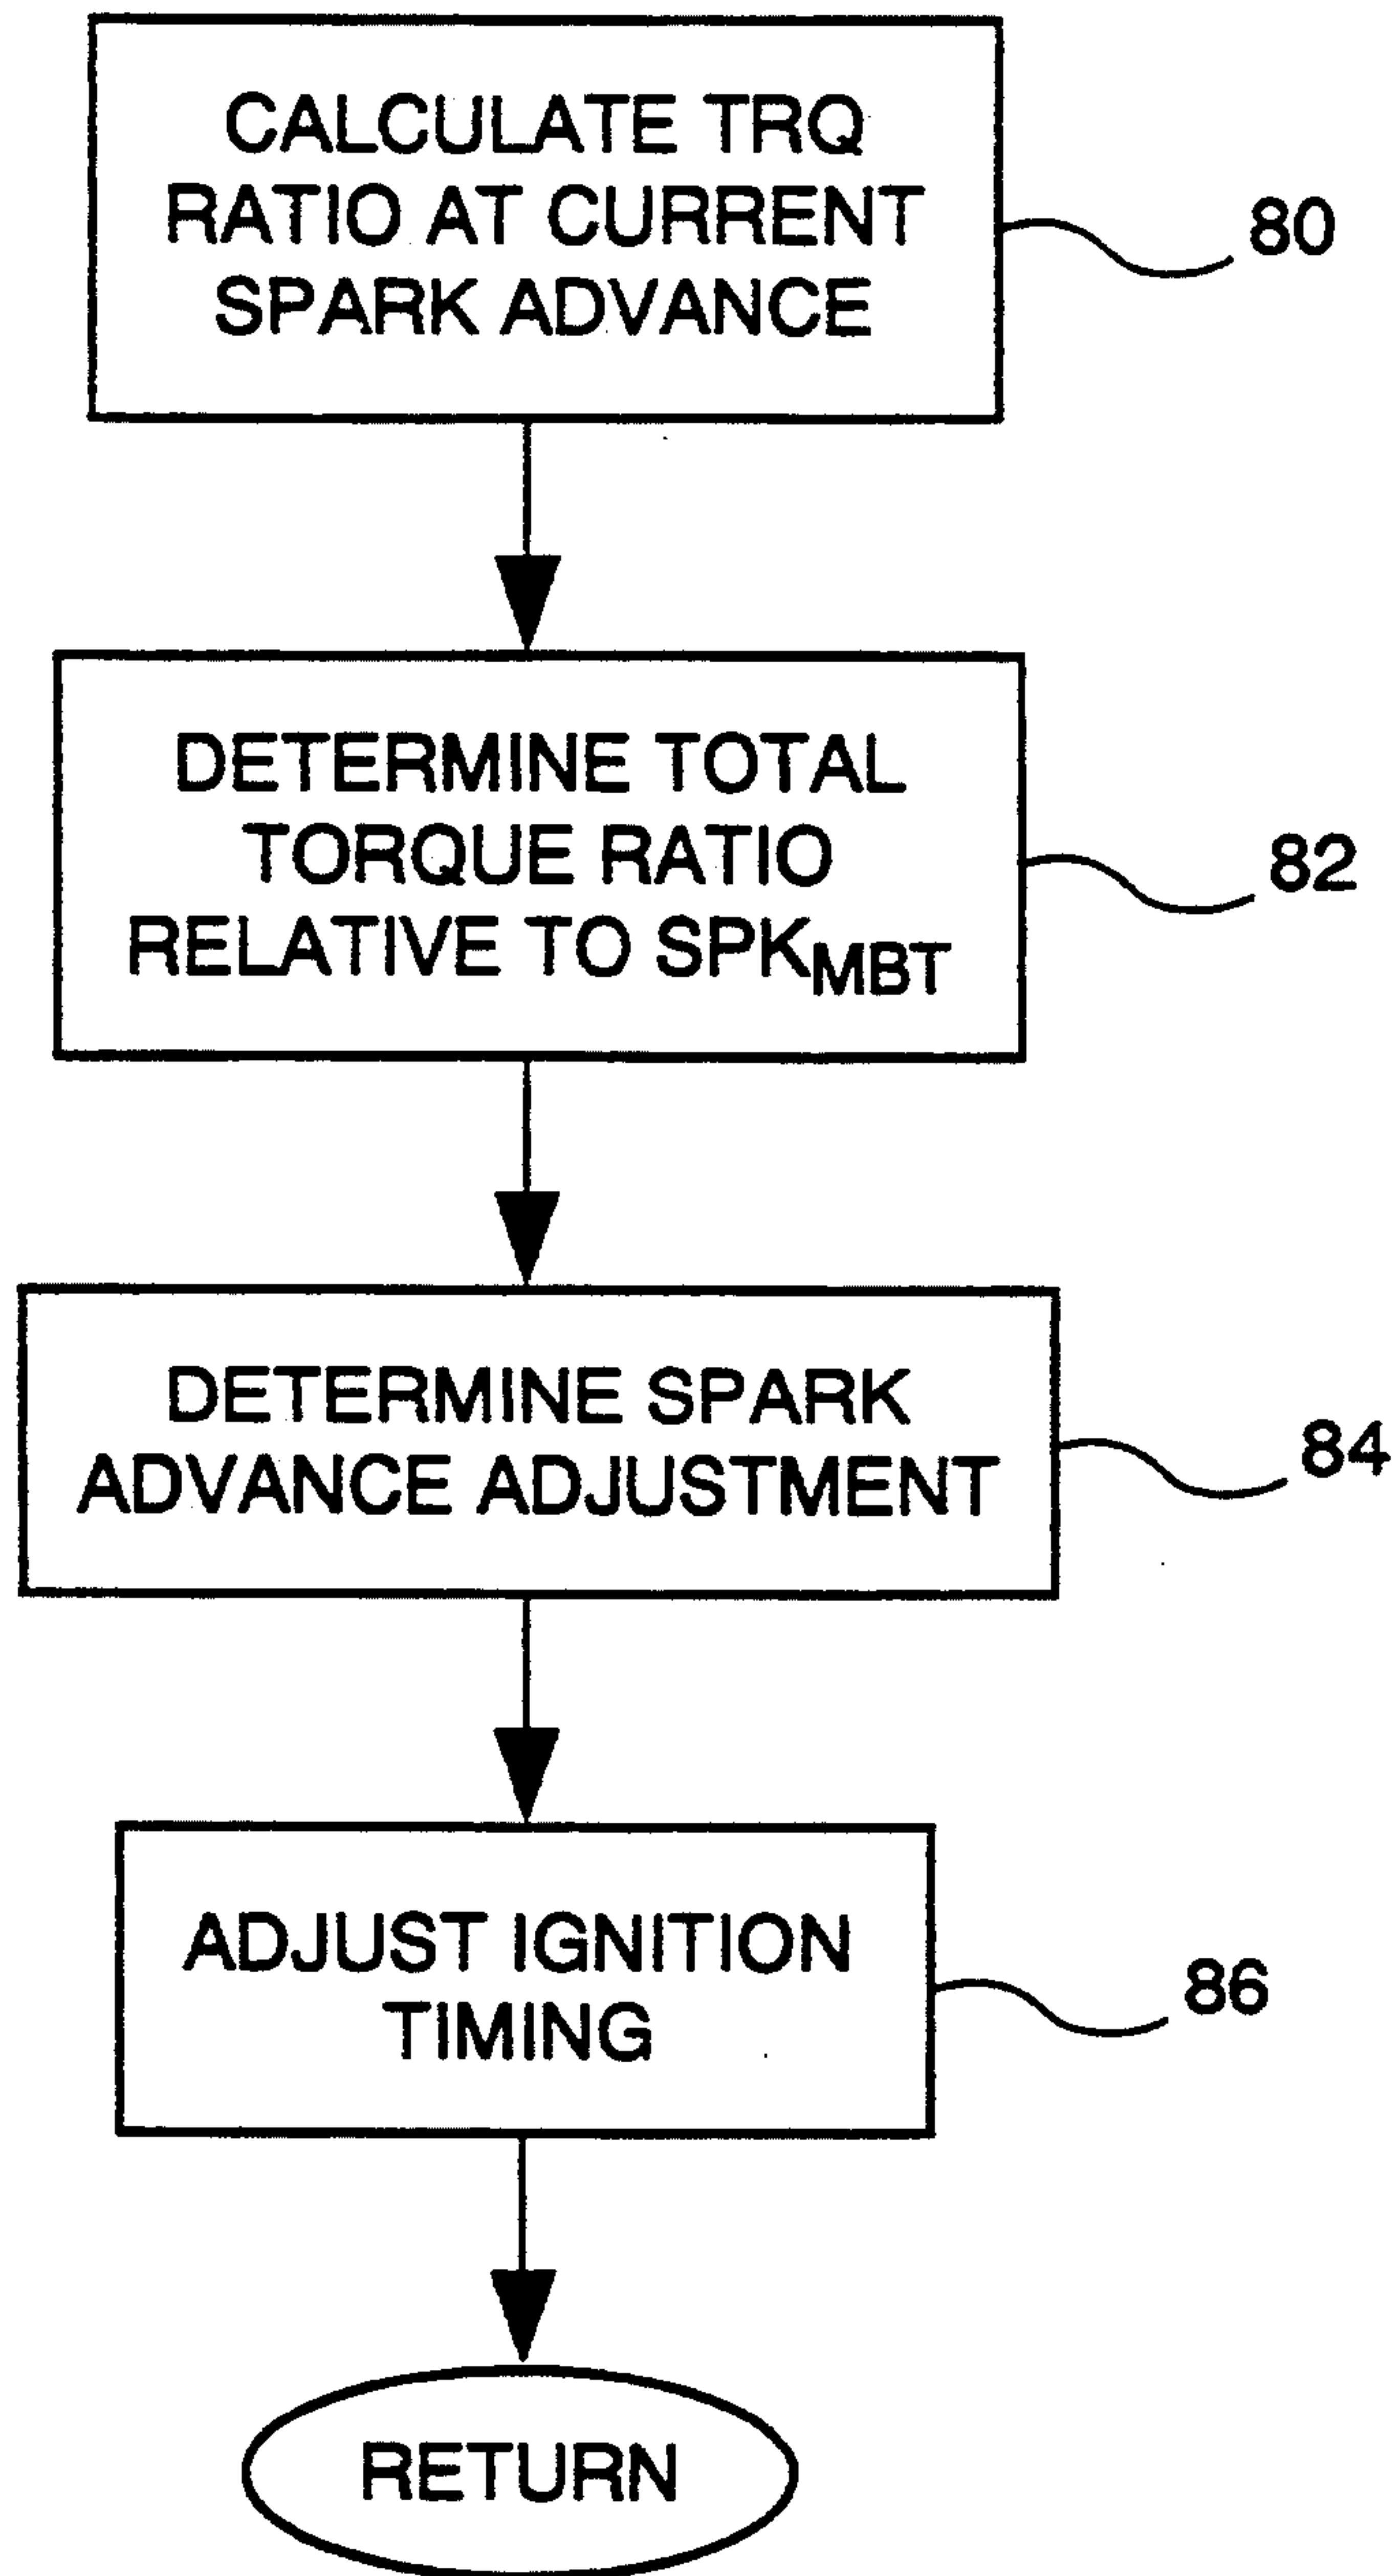 CALCULATE TRQ
RATIO AT CURRENT
SPARK ADVANCE
80
DETERMINE TOTAL
TORQUE RATIO
RELATIVE TO SPKMBT
82
DETERMINE SPARK
ADVANCE ADJUSTMENT
84
ADJUST IGNITION
TIMING
86
RETURN